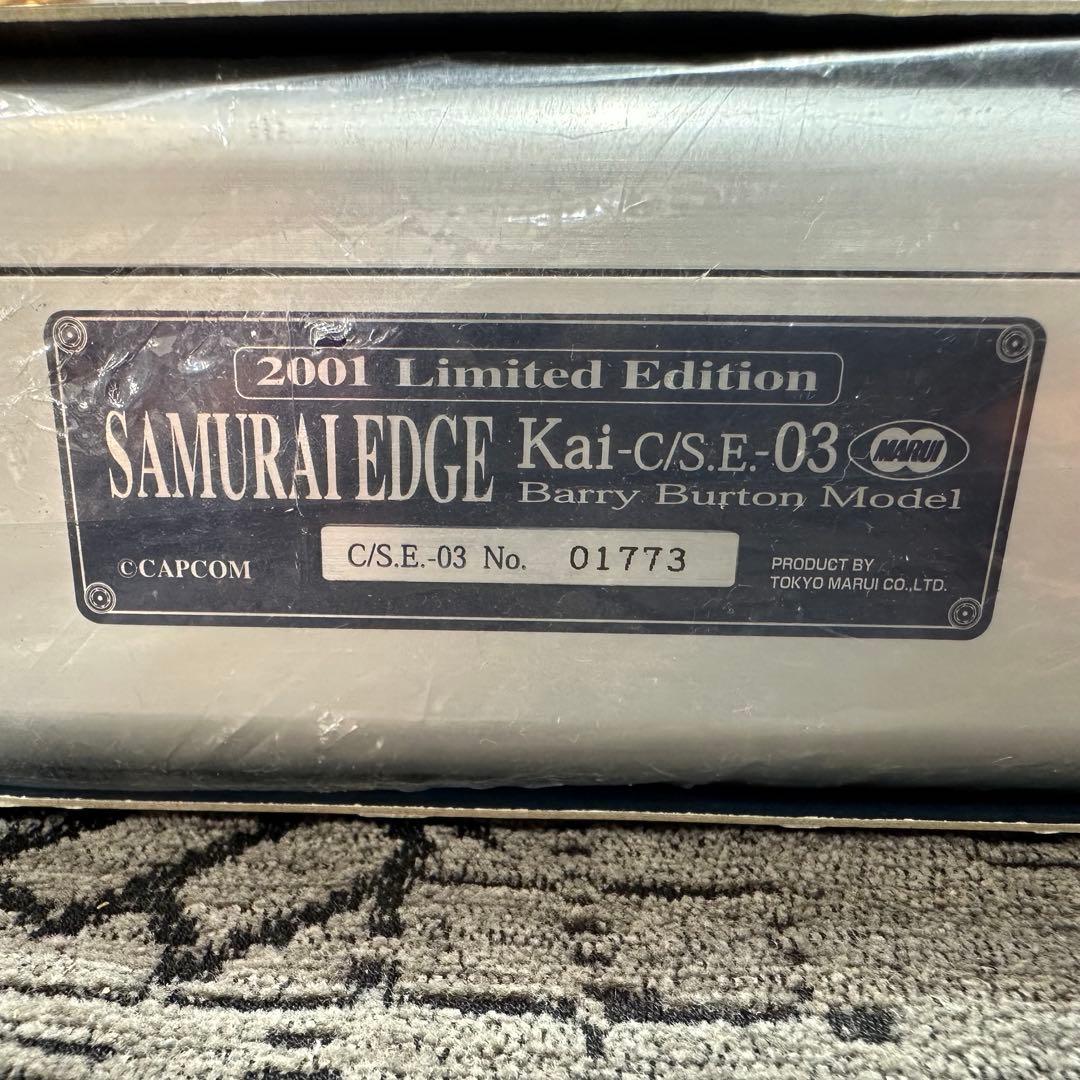 2001 Limited Edition
SAMURAI EDGE Kai-C/S.E.-03 MARUI
Barry Burton Model
C/S.E.-03 No. 01773
©CAPCOM
PRODUCT BY
TOKYO MARUI CO.,LTD.